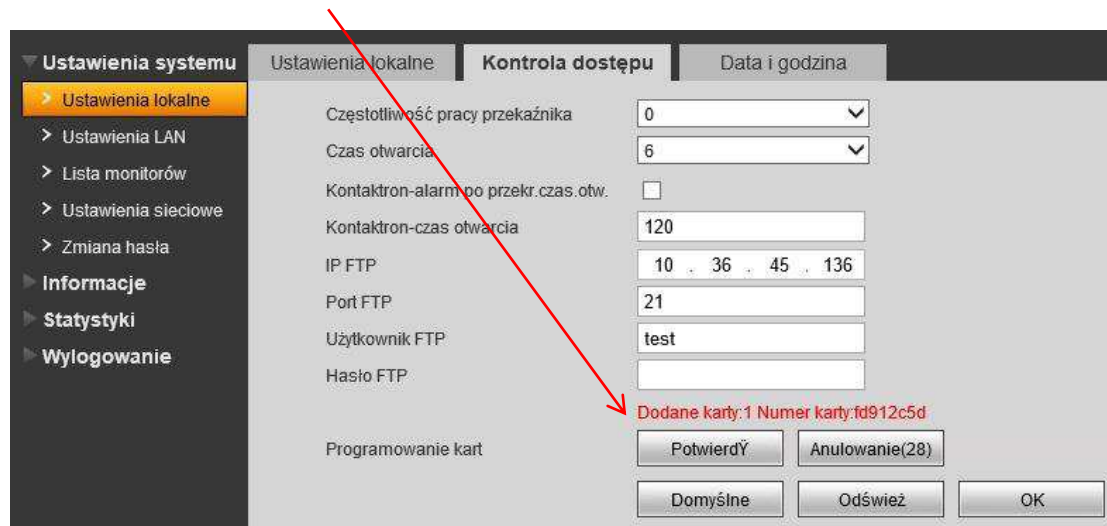 Ustawienia systemu
Ustawienia lokalne
Ustawienia LAN
Lista monitorów
Ustawienia sieciowe
Zmiana hasła
Informacje
Statystyki
Wylogowanie
Ustawienia lokalne Kontrola dostępu Data i godzina
Częstotliwość pracy przekaźnika 0
Czas otwarcia 6
Kontaktron-alarm po przekr.czas.otw.
Kontaktron-czas otwarcia 120
IP FTP 10 . 36 . 45 . 136
Port FTP 21
Użytkownik FTP test
Hasło FTP
Dodane karty:1 Numer karty:fd912c5d
Programowanie kart PotwierdŸ Anulowanie(28)
Domyślne Odśwież OK